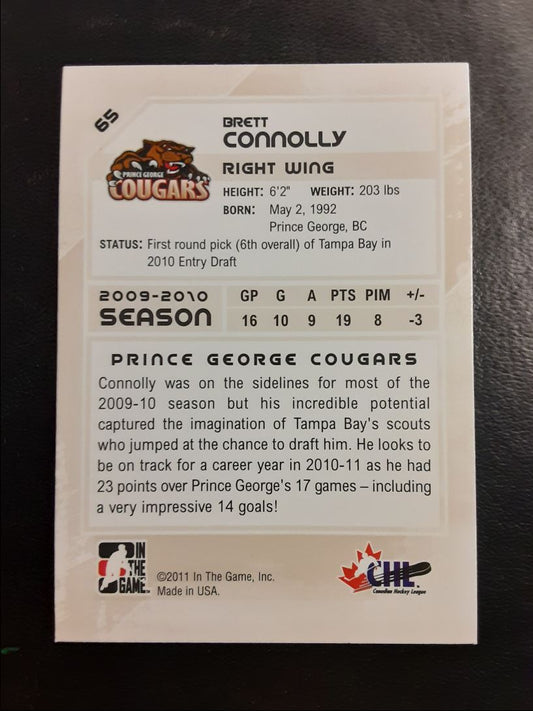 65
BRETT
CONNOLLY
RIGHT WING
PRINCE GEORGE
COUGARS
HEIGHT: 6'2" WEIGHT: 203 lbs
BORN: May 2, 1992
Prince George, BC
STATUS: First round pick (6th overall) of Tampa Bay in
2010 Entry Draft
2009-2010
SEASON
GP G A PTS PIM +/-
16 10 9 19 8 -3
PRINCE GEORGE COUGARS
Connolly was on the sidelines for most of the
2009-10 season but his incredible potential
captured the imagination of Tampa Bay's scouts
who jumped at the chance to draft him. He looks to
be on track for a career year in 2010-11 as he had
23 points over Prince George's 17 games – including
a very impressive 14 goals!
IN
THE
GAME
©2011 In The Game, Inc.
Made in USA.
CHL
Canadian Hockey League